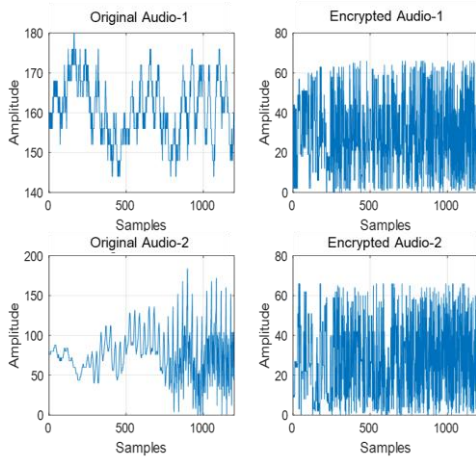 Original Audio-1
180
170
160
150
140
Amplitude
0
500
1000
Samples
Encrypted Audio-1
80
60
40
20
0
Amplitude
0
500
1000
Samples
Original Audio-2
200
150
100
50
0
Amplitude
0
500
1000
Samples
Encrypted Audio-2
80
60
40
20
0
Amplitude
0
500
1000
Samples